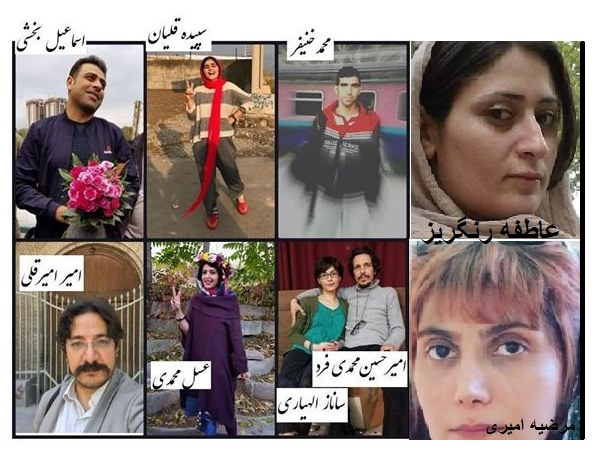 اسماعیل بخشی
سپیده قلیان
محمد خنیفر
عاطفه رنگریز
امیر امیرقلی
عسل محمدی
امیرحسین محمدی فرد
ساناز الهیاری
مرضیه امیری